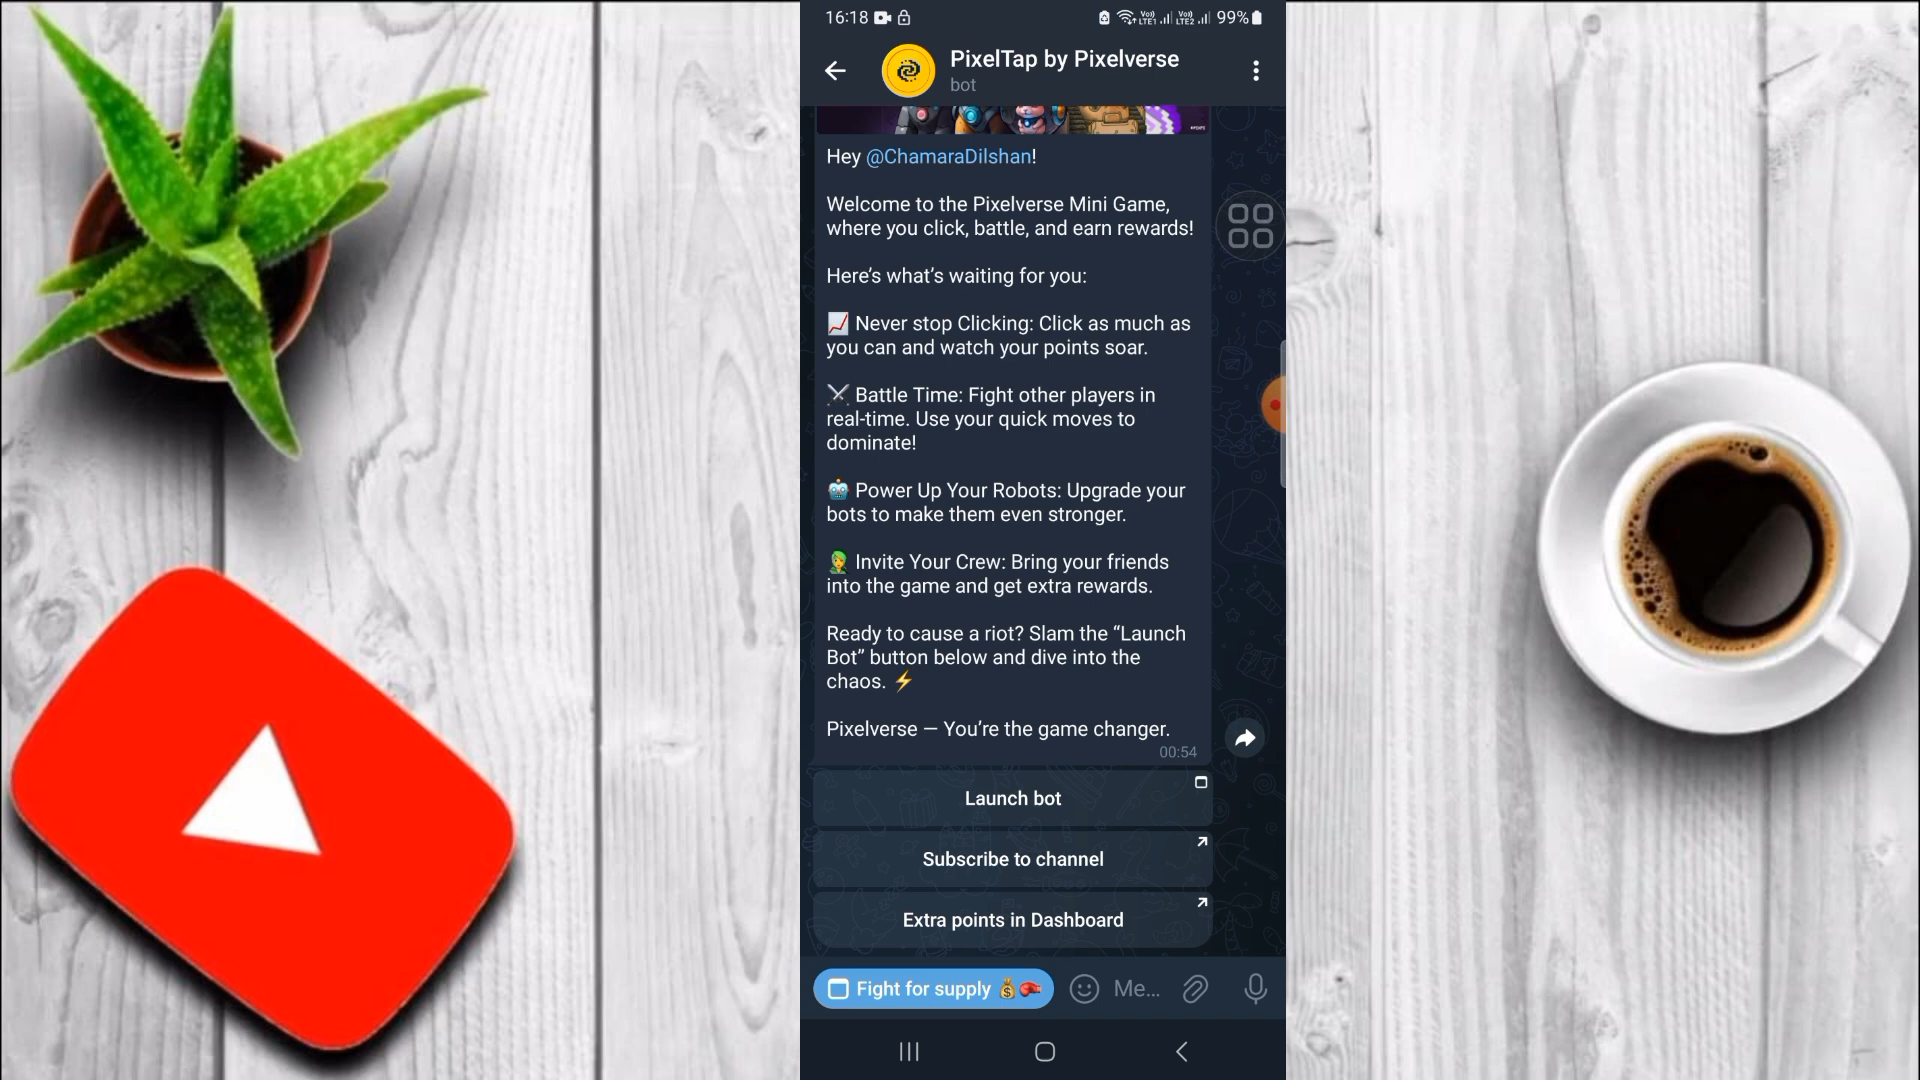 16:18
Vo)) LTE1 Vo)) LTE2 99%
PixelTap by Pixelverse
bot
Hey @ChamaraDilshan!
Welcome to the Pixelverse Mini Game,
where you click, battle, and earn rewards!
Here’s what’s waiting for you:
📈 Never stop Clicking: Click as much as
you can and watch your points soar.
⚔️ Battle Time: Fight other players in
real-time. Use your quick moves to
dominate!
🤖 Power Up Your Robots: Upgrade your
bots to make them even stronger.
🧝 Invite Your Crew: Bring your friends
into the game and get extra rewards.
Ready to cause a riot? Slam the “Launch
Bot” button below and dive into the
chaos. ⚡
Pixelverse — You’re the game changer.
00:54
Launch bot
Subscribe to channel
Extra points in Dashboard
Fight for supply 💰🥊 Me...